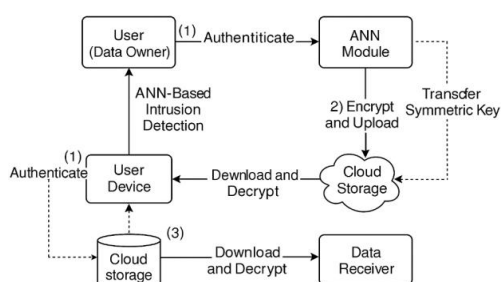 User
(Data Owner)
(1) Authentiticate
ANN
Module
ANN-Based
Intrusion
Detection
2) Encrypt
and Upload
Transfer
Symmetric Key
(1)
Authenticate
User
Device
Dewnload and
Decrypt
Cloud
Storage
(3)
Cloud
storage
Download
and Decrypt
Data
Receiver